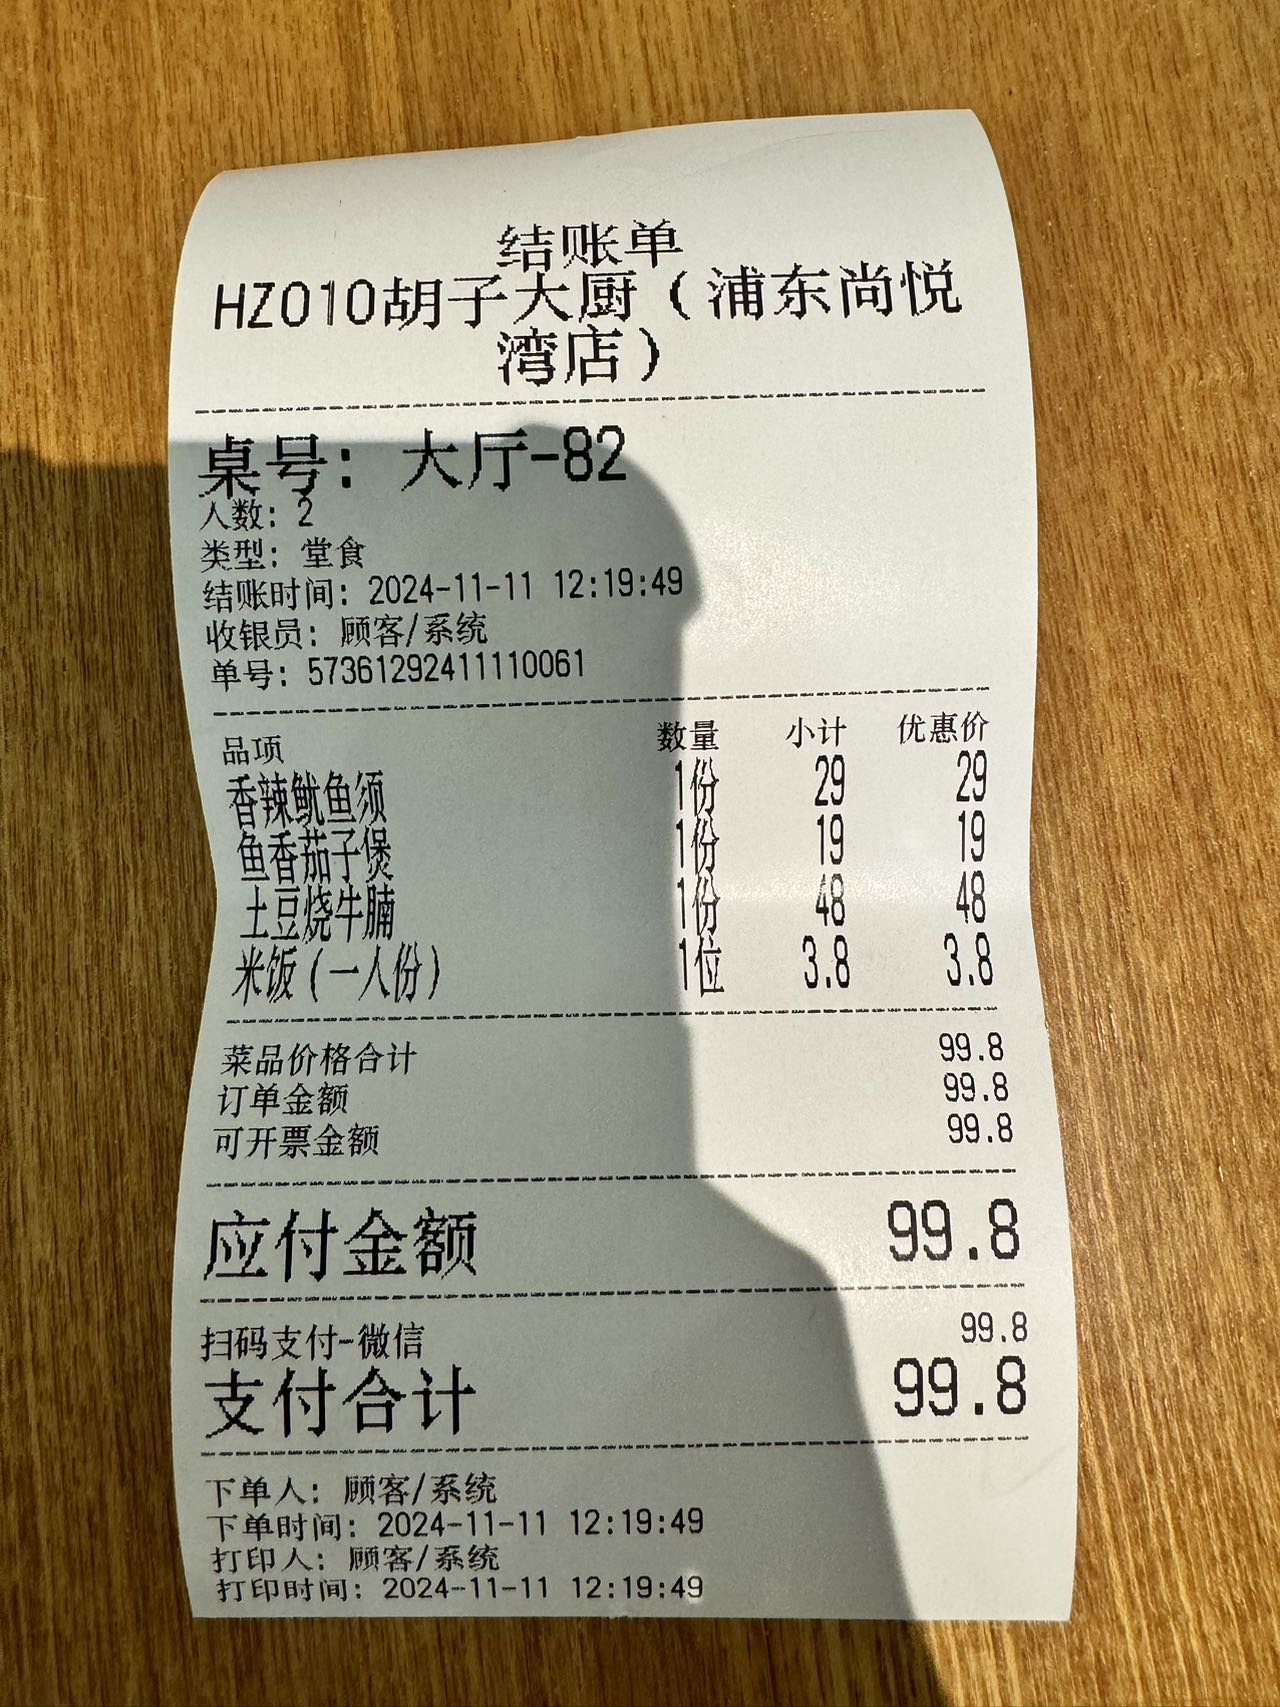 结账单
HZ010胡子大厨（浦东尚悦
湾店）
桌号: 大厅-82
人数: 2
类型: 堂食
结账时间: 2024-11-11 12:19:49
收银员: 顾客/系统
单号: 57361292411110061
品项 数量 小计 优惠价
香辣鱿鱼须 1份 29 29
鱼香茄子煲 1份 19 19
土豆烧牛腩 1份 48 48
米饭（一人份） 1位 3.8 3.8
菜品价格合计 99.8
订单金额 99.8
可开票金额 99.8
应付金额 99.8
扫码支付-微信 99.8
支付合计 99.8
下单人: 顾客/系统
下单时间: 2024-11-11 12:19:49
打印人: 顾客/系统
打印时间: 2024-11-11 12:19:49